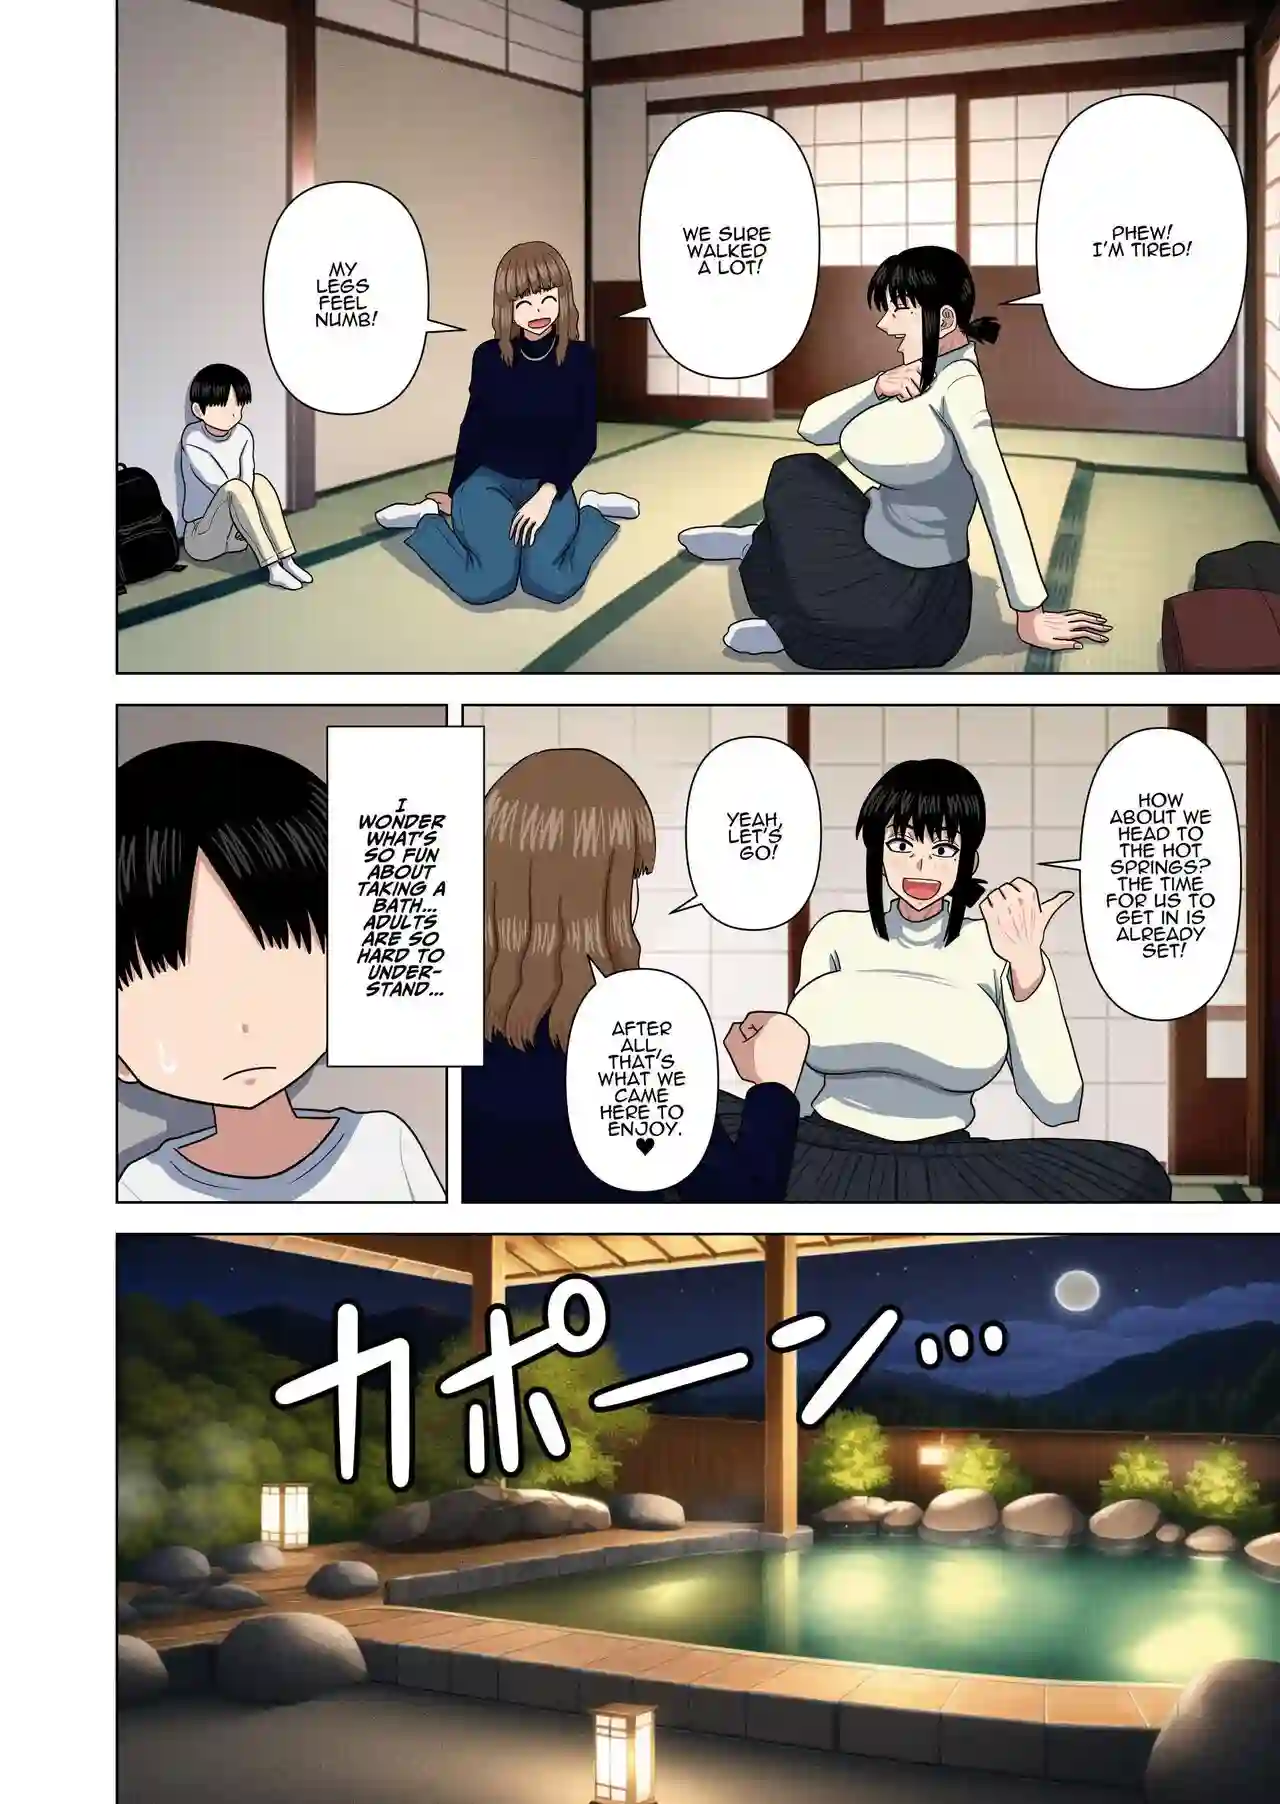 PHEW!
I'M TIRED!
WE SURE
WALKED
A LOT!
MY
LEGS
FEEL
NUMB!
HOW
ABOUT WE
HEAD TO
THE HOT
SPRINGS?
THE TIME
FOR US TO
GET IN IS
ALREADY
SET!
YEAH,
LET'S
GO!
AFTER
ALL,
THAT'S
WHAT WE
CAME
HERE TO
ENJOY.
♥
I
WONDER
WHAT'S
SO FUN
ABOUT
TAKING A
BATH...
ADULTS
ARE SO
HARD TO
UNDER-
STAND...
カポーン…